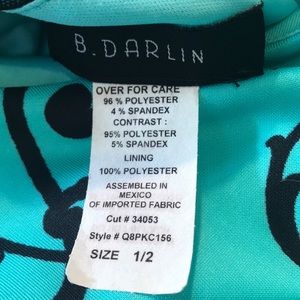 B. DARLIN
OVER FOR CARE
96 % POLYESTER
4 % SPANDEX
CONTRAST :
95% POLYESTER
5% SPANDEX
LINING
100% POLYESTER
ASSEMBLED IN
MEXICO
OF IMPORTED FABRIC
Cut # 34053
Style # Q8PKC156
SIZE 1/2